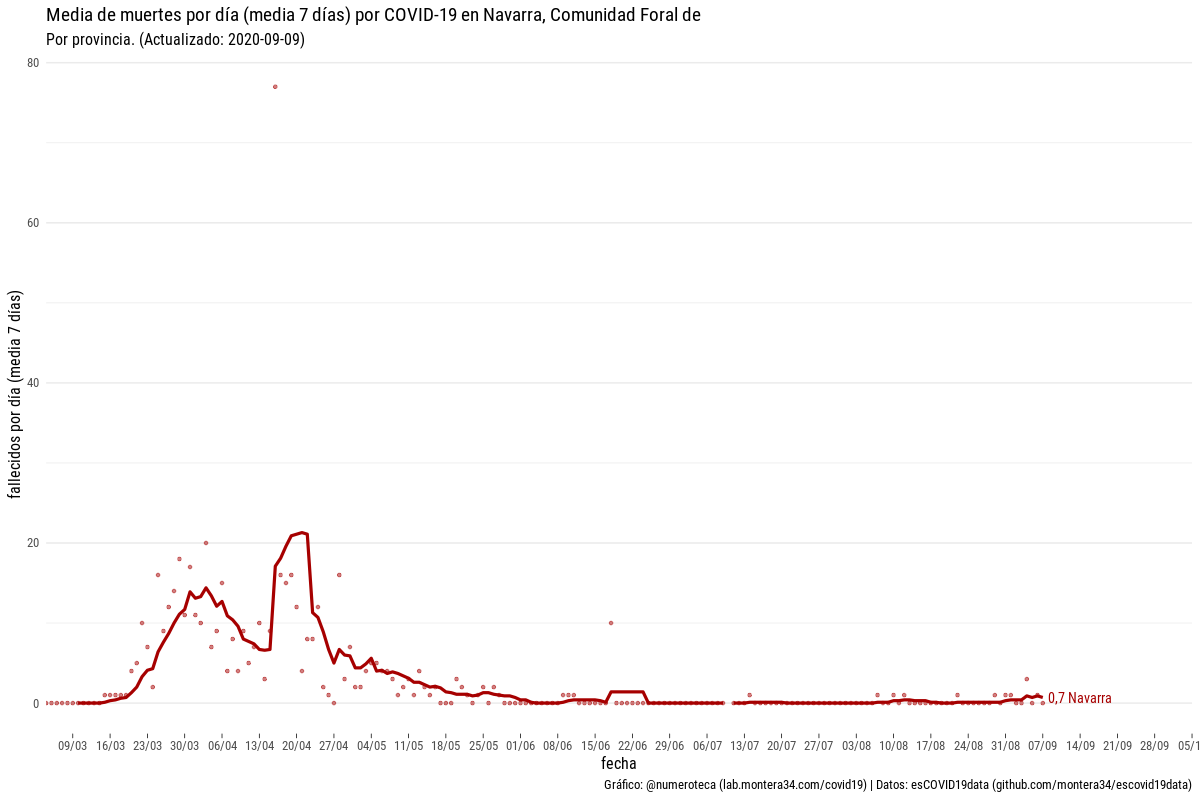 Media de muertes por día (media 7 días) por COVID-19 en Navarra, Comunidad Foral de
Por provincia. (Actualizado: 2020-09-09)
fallecidos por día (media 7 días)
80
60
40
20
0
0,7 Navarra
09/03 16/03 23/03 30/03 6/04 13/04 20/04 27/04 04/05 11/05 18/05 25/05 01/06 08/06 15/06 22/06 29/06 06/07 13/07 20/07 27/07 03/08 10/08 17/08 24/08 31/08 07/09 14/09 21/09 28/09 05/1
fecha
Gráfico: @numeroteca (lab.montera34.com/covid19) | Datos: esCOVID19data (github.com/montera34/escovid19data)